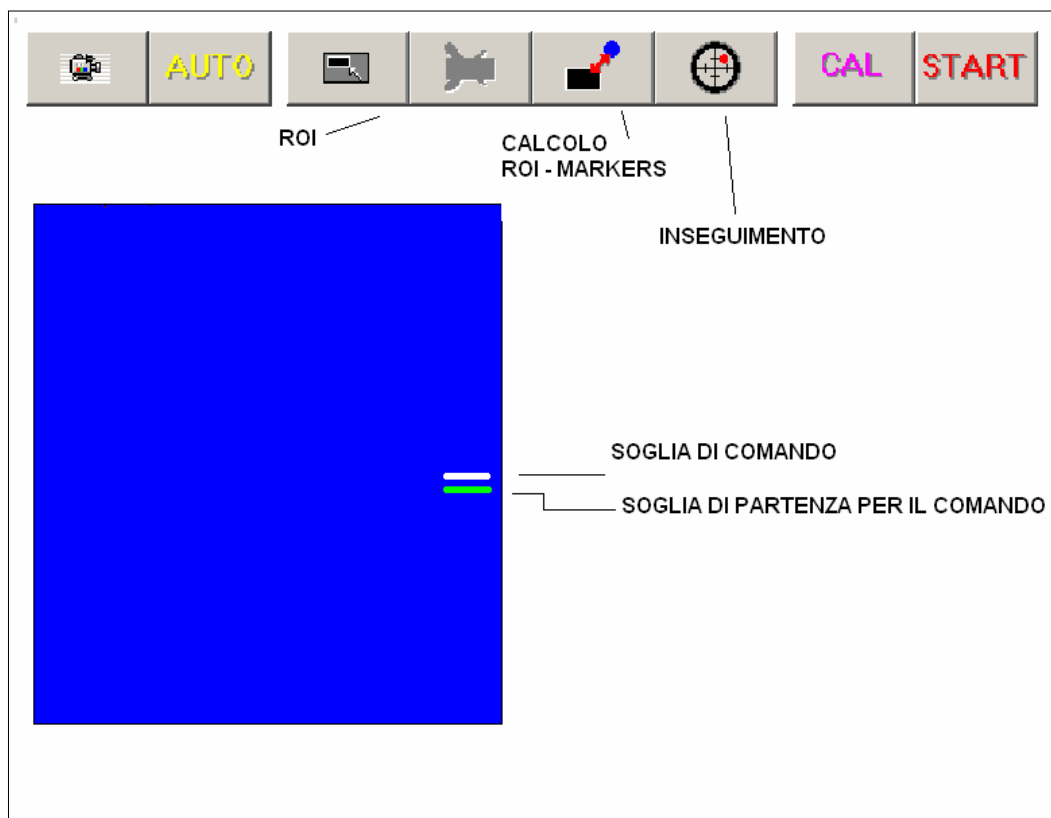 AUTO
CAL
START
ROI
CALCOLO
ROI - MARKERS
INSEGUIMENTO
SOGLIA DI COMANDO
SOGLIA DI PARTENZA PER IL COMANDO